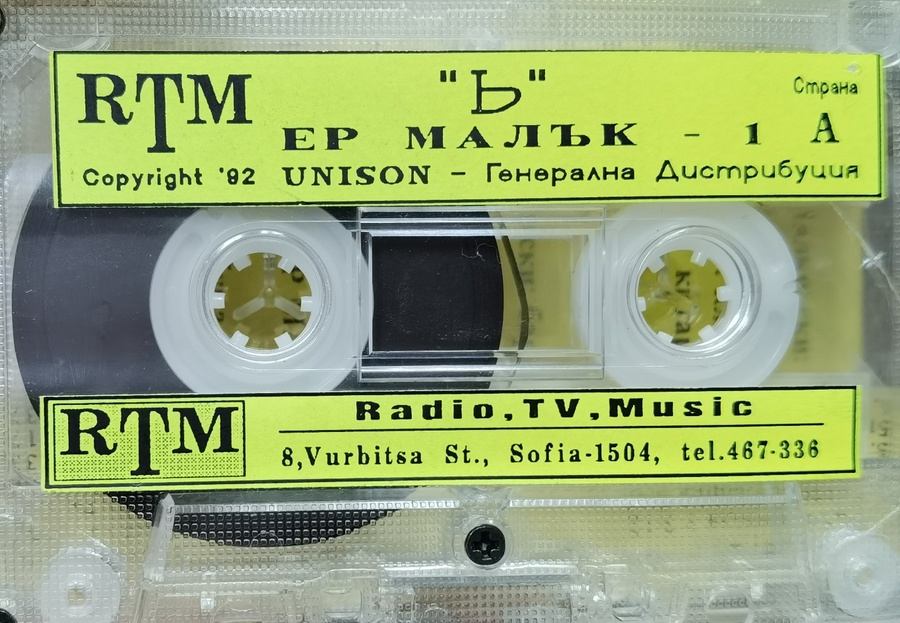 RTM
"Ь"
Страна
ЕР МАЛЪК - 1 А
Copyright '92 UNISON - Генерална Дистрибуция
RTM
Radio,TV,Music
8,Vurbitsa St., Sofia-1504, tel.467-336